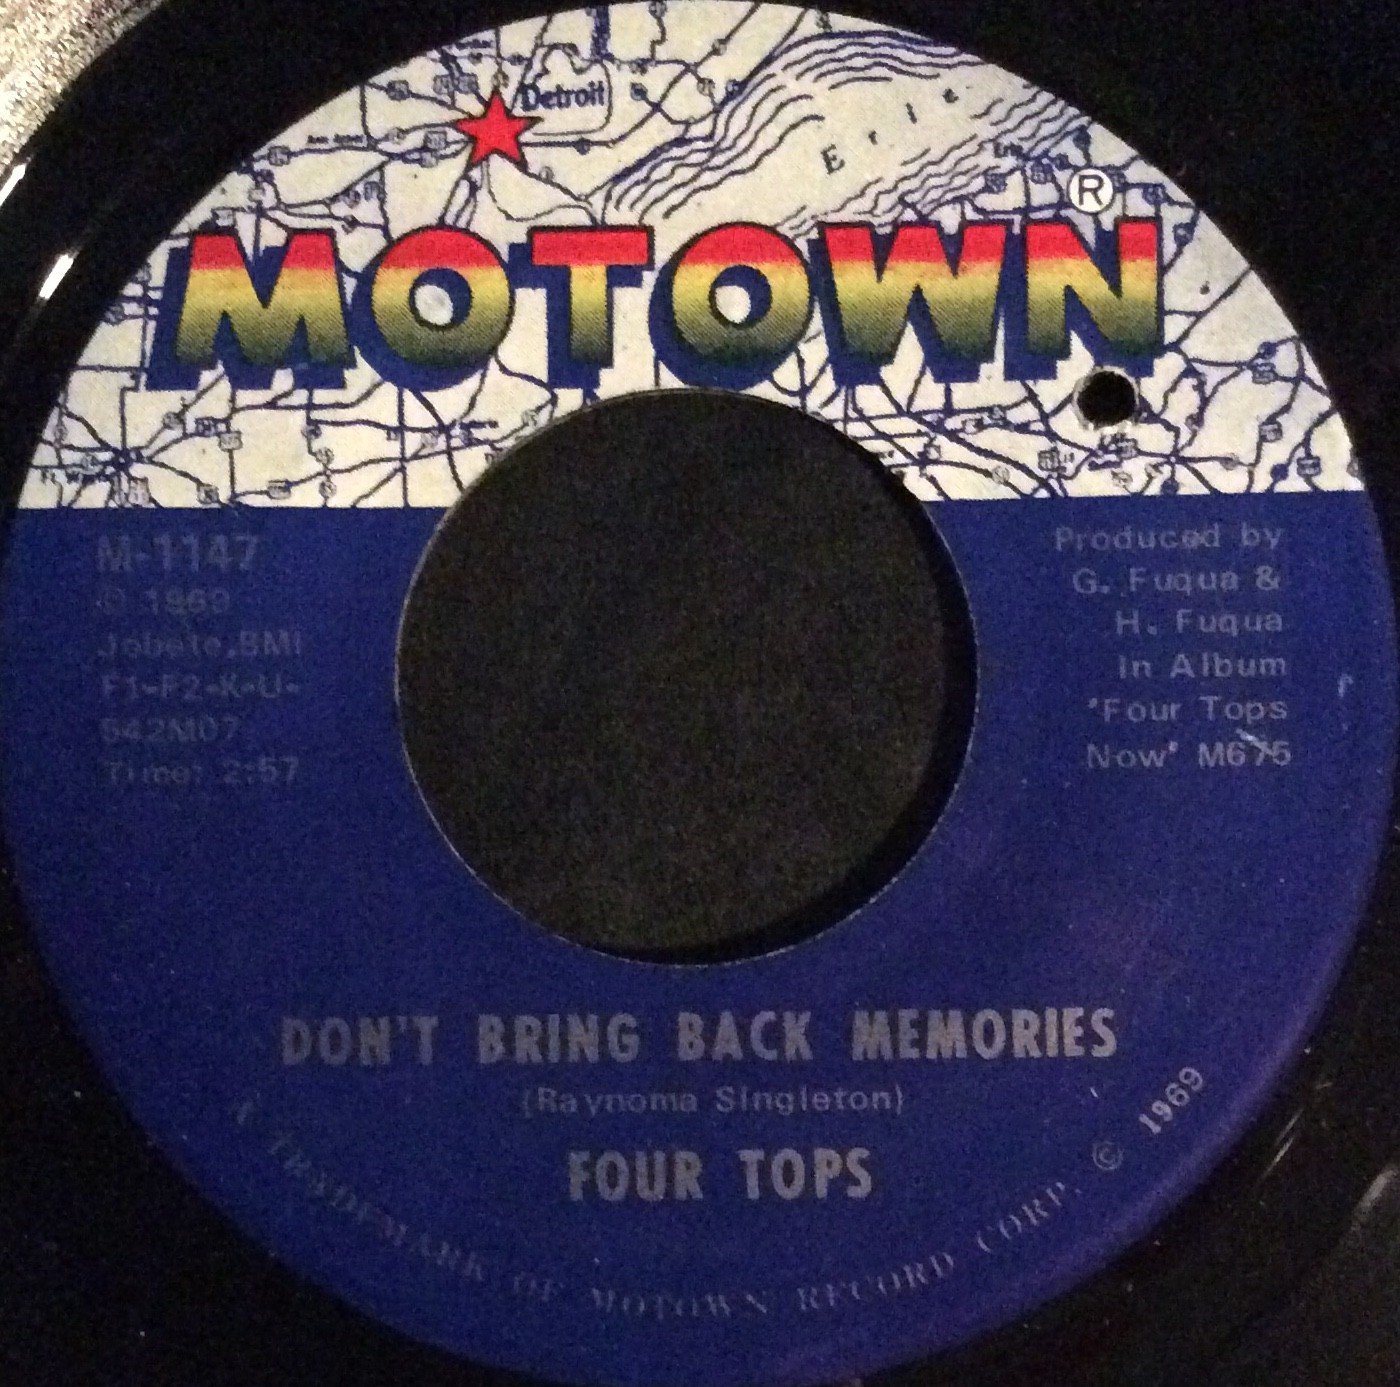 Detroit
Erie
MOTOWN
®
M-1147
© 1969
Jobete,BMI
F1-F2-K-U-
542M07
Time: 2:57
Produced by
G. Fuqua &
H. Fuqua
In Album
'Four Tops
Now' M675
DON'T BRING BACK MEMORIES
(Raynoma Singleton)
FOUR TOPS
A TRADEMARK OF MOTOWN RECORD CORP. © 1969